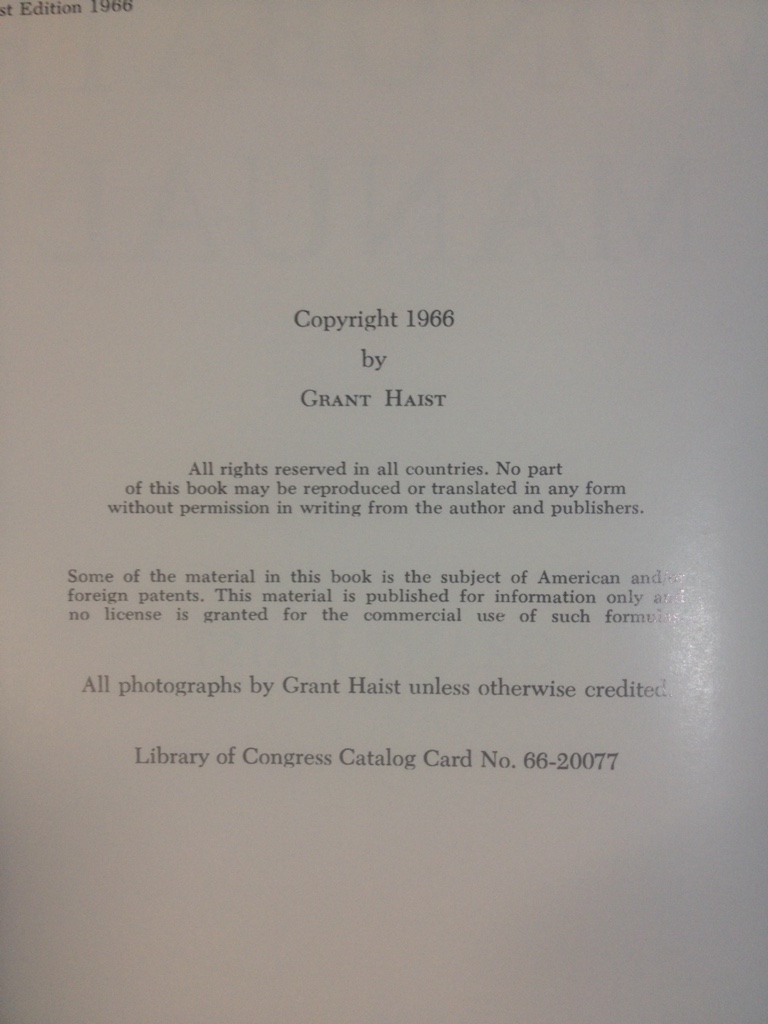 st Edition 1966
MANUAL
Copyright 1966
by
GRANT HAIST
All rights reserved in all countries. No part
of this book may be reproduced or translated in any form
without permission in writing from the author and publishers.
Some of the material in this book is the subject of American and
foreign patents. This material is published for information only and
no license is granted for the commercial use of such formulas
All photographs by Grant Haist unless otherwise credited.
Library of Congress Catalog Card No. 66-20077